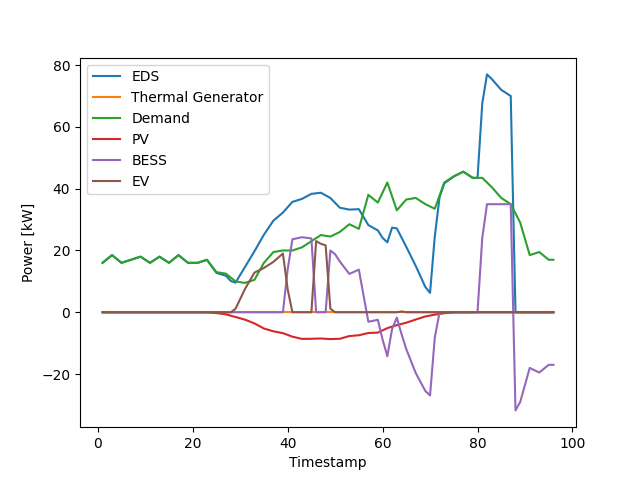 80
60
40
20
0
−20
Power [kW]
EDS
Thermal Generator
Demand
PV
BESS
EV
0 20 40 60 80 100
Timestamp